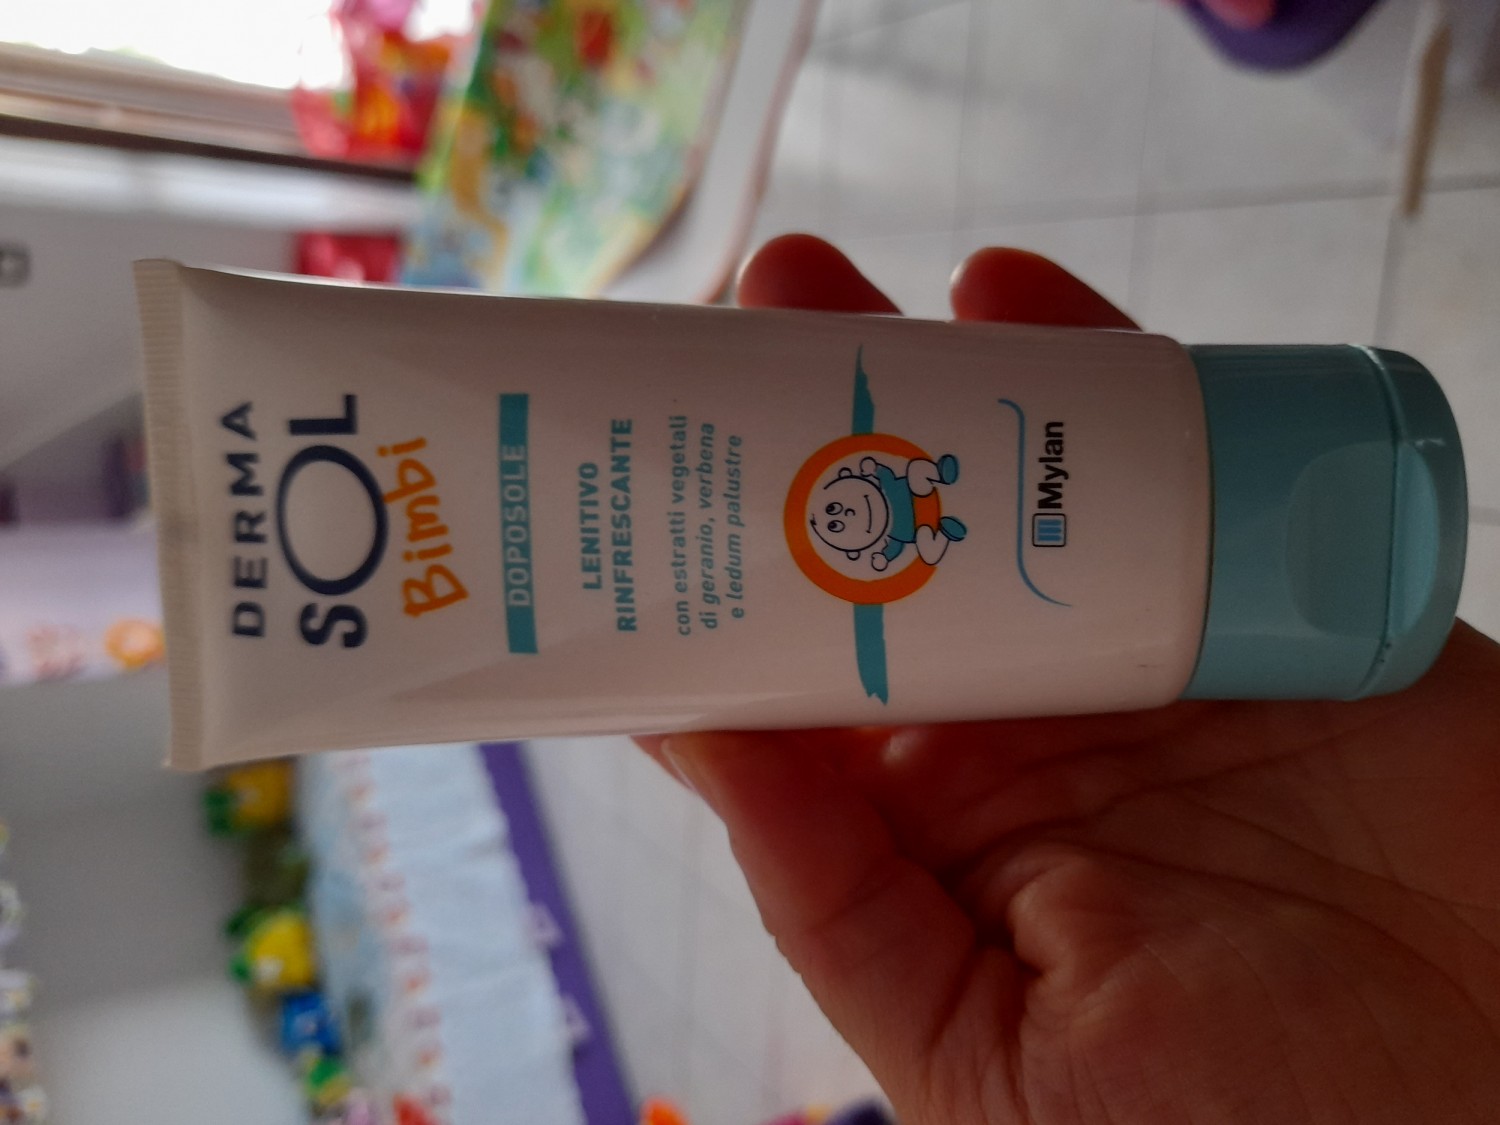 DERMA
SOL
Bimbi
DOPOSOLE
LENITIVO
RINFRESCANTE
con estratti vegetali
di geranio, verbena
e ledum palustre
Mylan